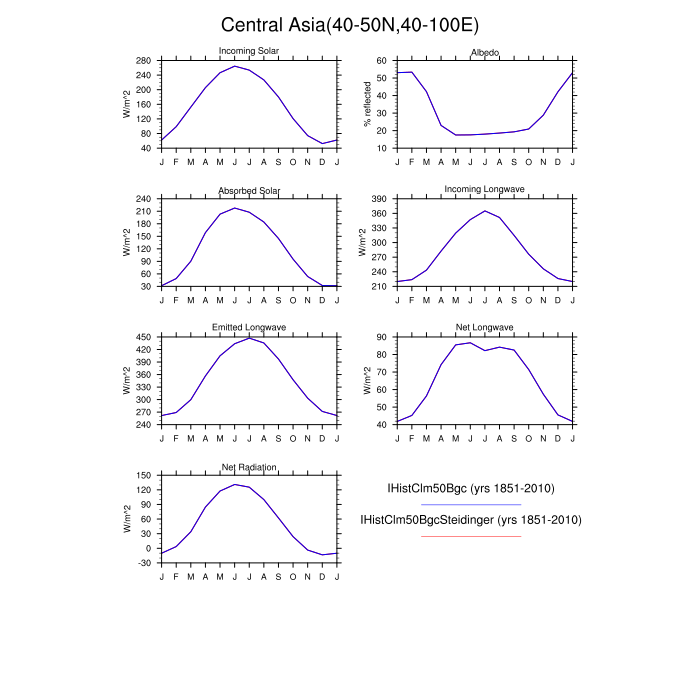 Central Asia(40-50N,40-100E)
Incoming Solar
W/m^2
280
240
200
160
120
80
40
J F M A M J J A S O N D J
Albedo
% reflected
60
50
40
30
20
10
J F M A M J J A S O N D J
Absorbed Solar
W/m^2
240
210
180
150
120
90
60
30
J F M A M J J A S O N D J
Incoming Longwave
W/m^2
390
360
330
300
270
240
210
J F M A M J J A S O N D J
Emitted Longwave
W/m^2
450
420
390
360
330
300
270
240
J F M A M J J A S O N D J
Net Longwave
W/m^2
90
80
70
60
50
40
J F M A M J J A S O N D J
Net Radiation
W/m^2
150
120
90
60
30
0
-30
J F M A M J J A S O N D J
IHistClm50Bgc (yrs 1851-2010)
IHistClm50BgcSteidinger (yrs 1851-2010)